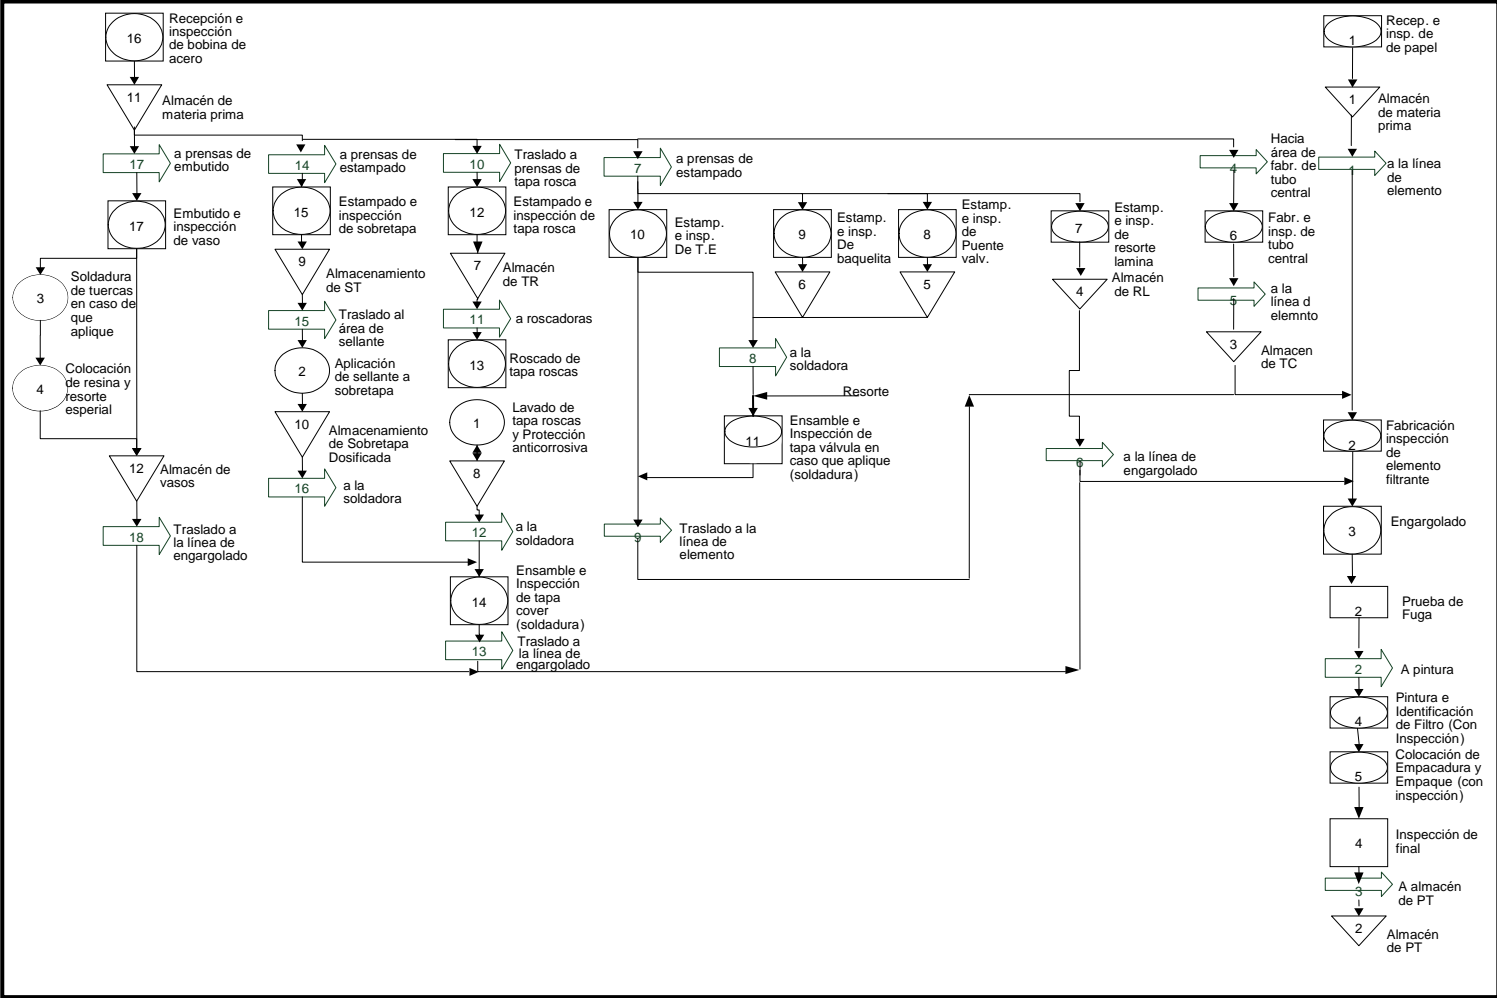 16
Recepción e
inspección
de bobina de
acero
11
Almacén de
materia prima
17
a prensas de
embutido
17
Embutido e
inspección
de vaso
3
Soldadura
de tuercas
en caso de
que
aplique
4
Colocación
de resina y
resorte
esperial
12
Almacén de
vasos
18
Traslado a
la línea de
engargolado
14
a prensas de
estampado
15
Estampado e
inspección
de sobretapa
9
Almacenamiento
de ST
15
Traslado al
área de
sellante
2
Aplicación
de sellante a
sobretapa
10
Almacenamiento
de Sobretapa
Dosificada
16
a la
soldadora
10
Traslado a
prensas de
tapa rosca
12
Estampado e
inspección de
tapa rosca
7
Almacén
de TR
11
a roscadoras
13
Roscado de
tapa roscas
1
Lavado de
tapa roscas
y Protección
anticorrosiva
8
12
a la
soldadora
14
Ensamble e
Inspección
de tapa
cover
(soldadura)
13
Traslado a
la línea de
engargolado
7
a prensas de
estampado
10
Estamp.
e insp.
De T.E
9
Estamp.
e insp.
De
baquelita
6
8
Estamp.
e insp.
de
Puente
valv.
5
8
a la
soldadora
Resorte
11
Ensamble e
Inspección de
tapa válvula en
caso que aplique
(soldadura)
9
Traslado a la
línea de
elemento
7
Estamp.
e insp.
de
resorte
lamina
4
Almacén
de RL
6
a la línea de
engargolado
4
Hacia
área de
fabr. de
tubo
central
6
Fabr. e
insp. de
tubo
central
5
a la
línea d
elemnto
3
Almacen
de TC
1
Recep. e
insp. de
de papel
1
Almacén
de materia
prima
1
a la línea
de
elemento
2
Fabricación
inspección
de
elemento
filtrante
3
Engargolado
2
Prueba de
Fuga
2
A pintura
4
Pintura e
Identificación
de Filtro (Con
Inspección)
5
Colocación de
Empacadura y
Empaque (con
inspección)
4
Inspección de
final
3
A almacén
de PT
2
Almacén
de PT